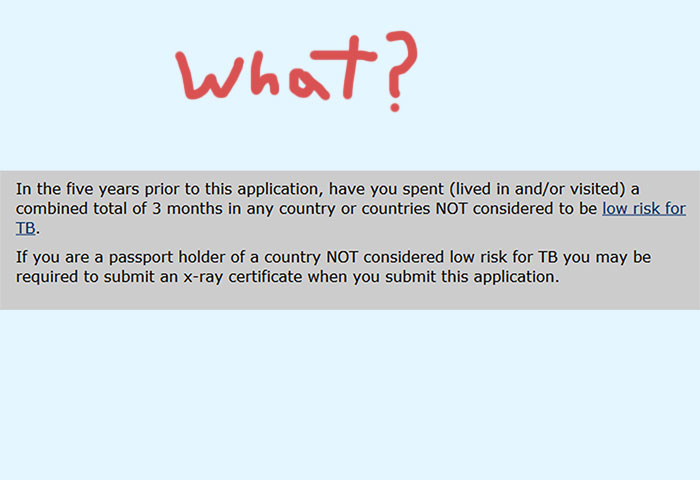 What?
In the five years prior to this application, have you spent (lived in and/or visited) a
combined total of 3 months in any country or countries NOT considered to be low risk for
TB.
If you are a passport holder of a country NOT considered low risk for TB you may be
required to submit an x-ray certificate when you submit this application.